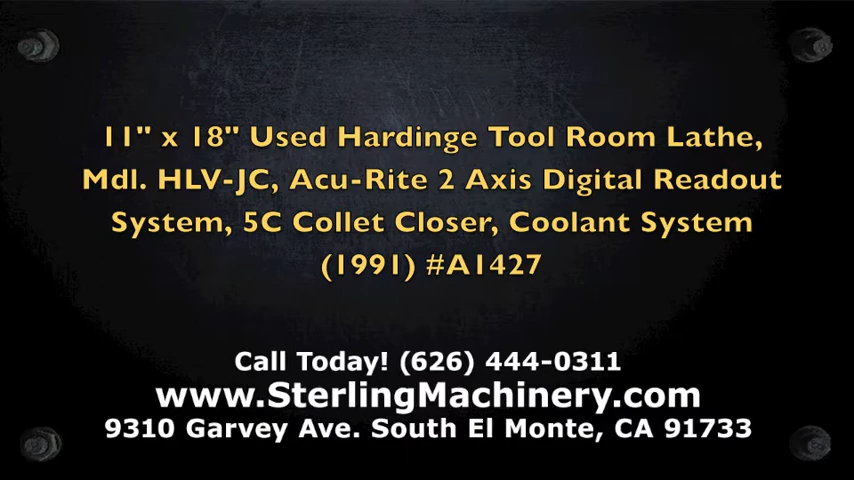 11" x 18" Used Hardinge Tool Room Lathe,
Mdl. HLV-JC, Acu-Rite 2 Axis Digital Readout
System, 5C Collet Closer, Coolant System
(1991) #A1427
Call Today! (626) 444-0311
www.SterlingMachinery.com
9310 Garvey Ave. South El Monte, CA 91733